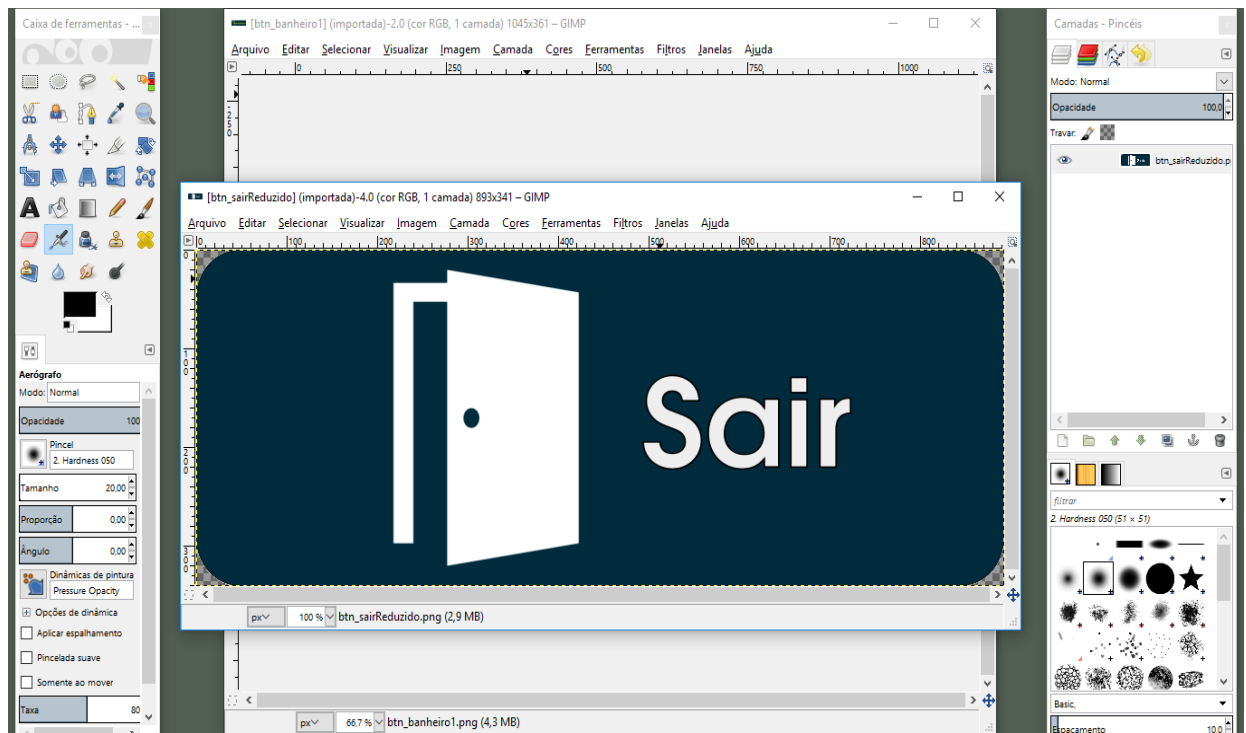 Caixa de ferramentas - ...
Aerógrafo
Modo: Normal
Opacidade 100
Pincel
2. Hardness 050
Tamanho 20,00
Proporção 0,00
Ângulo 0,00
Dinâmicas de pintura
Pressure Opacity
Opções de dinâmica
Aplicar espalhamento
Pincelada suave
Somente ao mover
Taxa 80
[btn_banheiro1] (importada)-2.0 (cor RGB, 1 camada) 1045x361 – GIMP
Arquivo Editar Selecionar Visualizar Imagem Camada Cores Ferramentas Filtros Janelas Ajuda
0 250 500 750 1000
250
[btn_sairReduzido] (importada)-4.0 (cor RGB, 1 camada) 893x341 – GIMP
Arquivo Editar Selecionar Visualizar Imagem Camada Cores Ferramentas Filtros Janelas Ajuda
0 100 200 300 400 500 600 700 800
0
100
200
300
Sair
px 100 % btn_sairReduzido.png (2,9 MB)
px 66,7 % btn_banheiro1.png (4,3 MB)
Camadas - Pincéis
Modo: Normal
Opacidade 100,0
Travar:
btn_sairReduzido.p
filtrar
2. Hardness 050 (51 × 51)
Basic,
Espaçamento 10,0